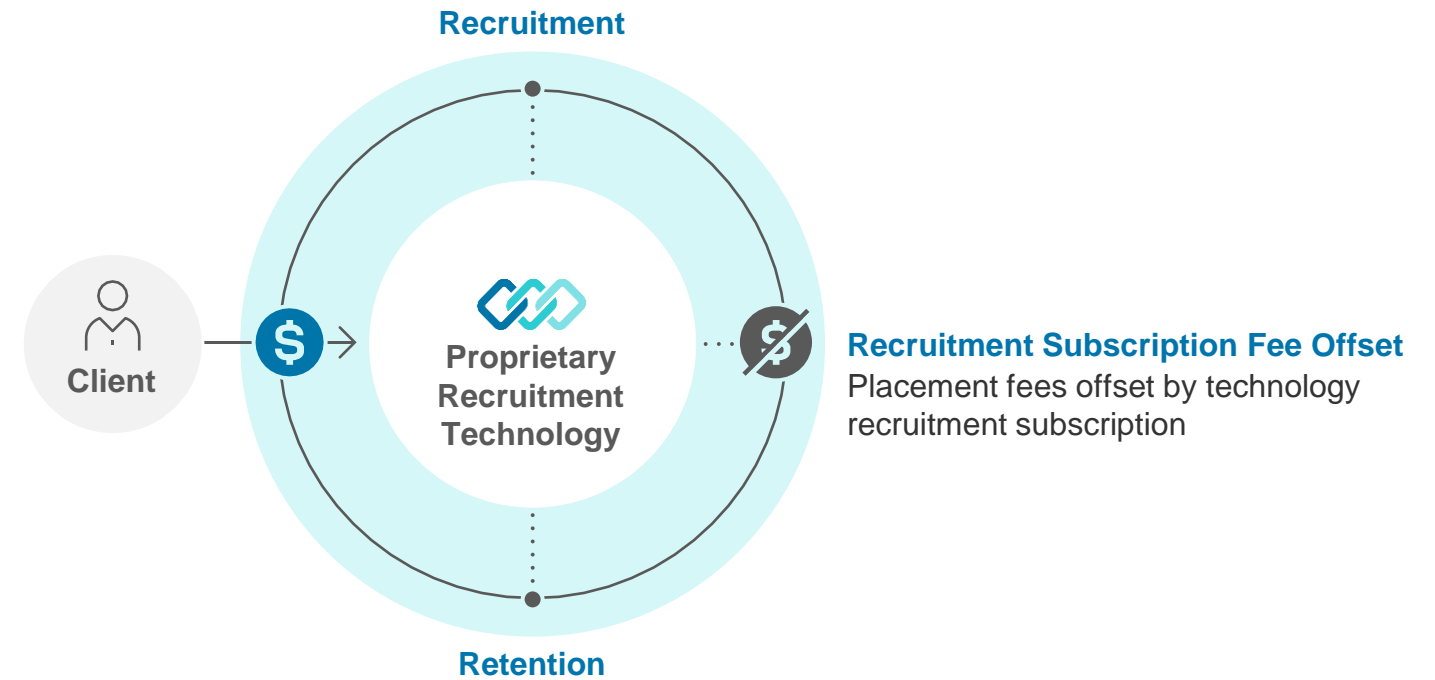 Recruitment
$
Client
Proprietary
Recruitment
Technology
$
Recruitment Subscription Fee Offset
Placement fees offset by technology
recruitment subscription
Retention